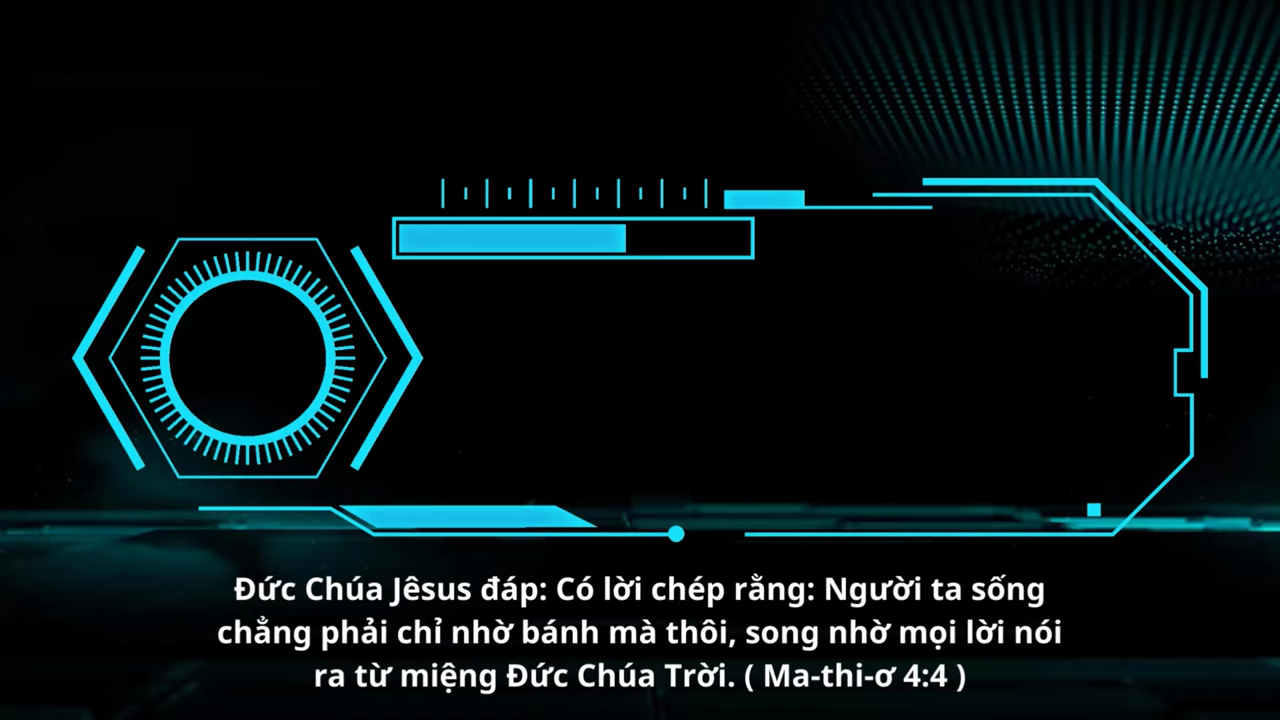 Đức Chúa Jêsus đáp: Có lời chép rằng: Người ta sống
chẳng phải chỉ nhờ bánh mà thôi, song nhờ mọi lời nói
ra từ miệng Đức Chúa Trời. ( Ma-thi-ơ 4:4 )